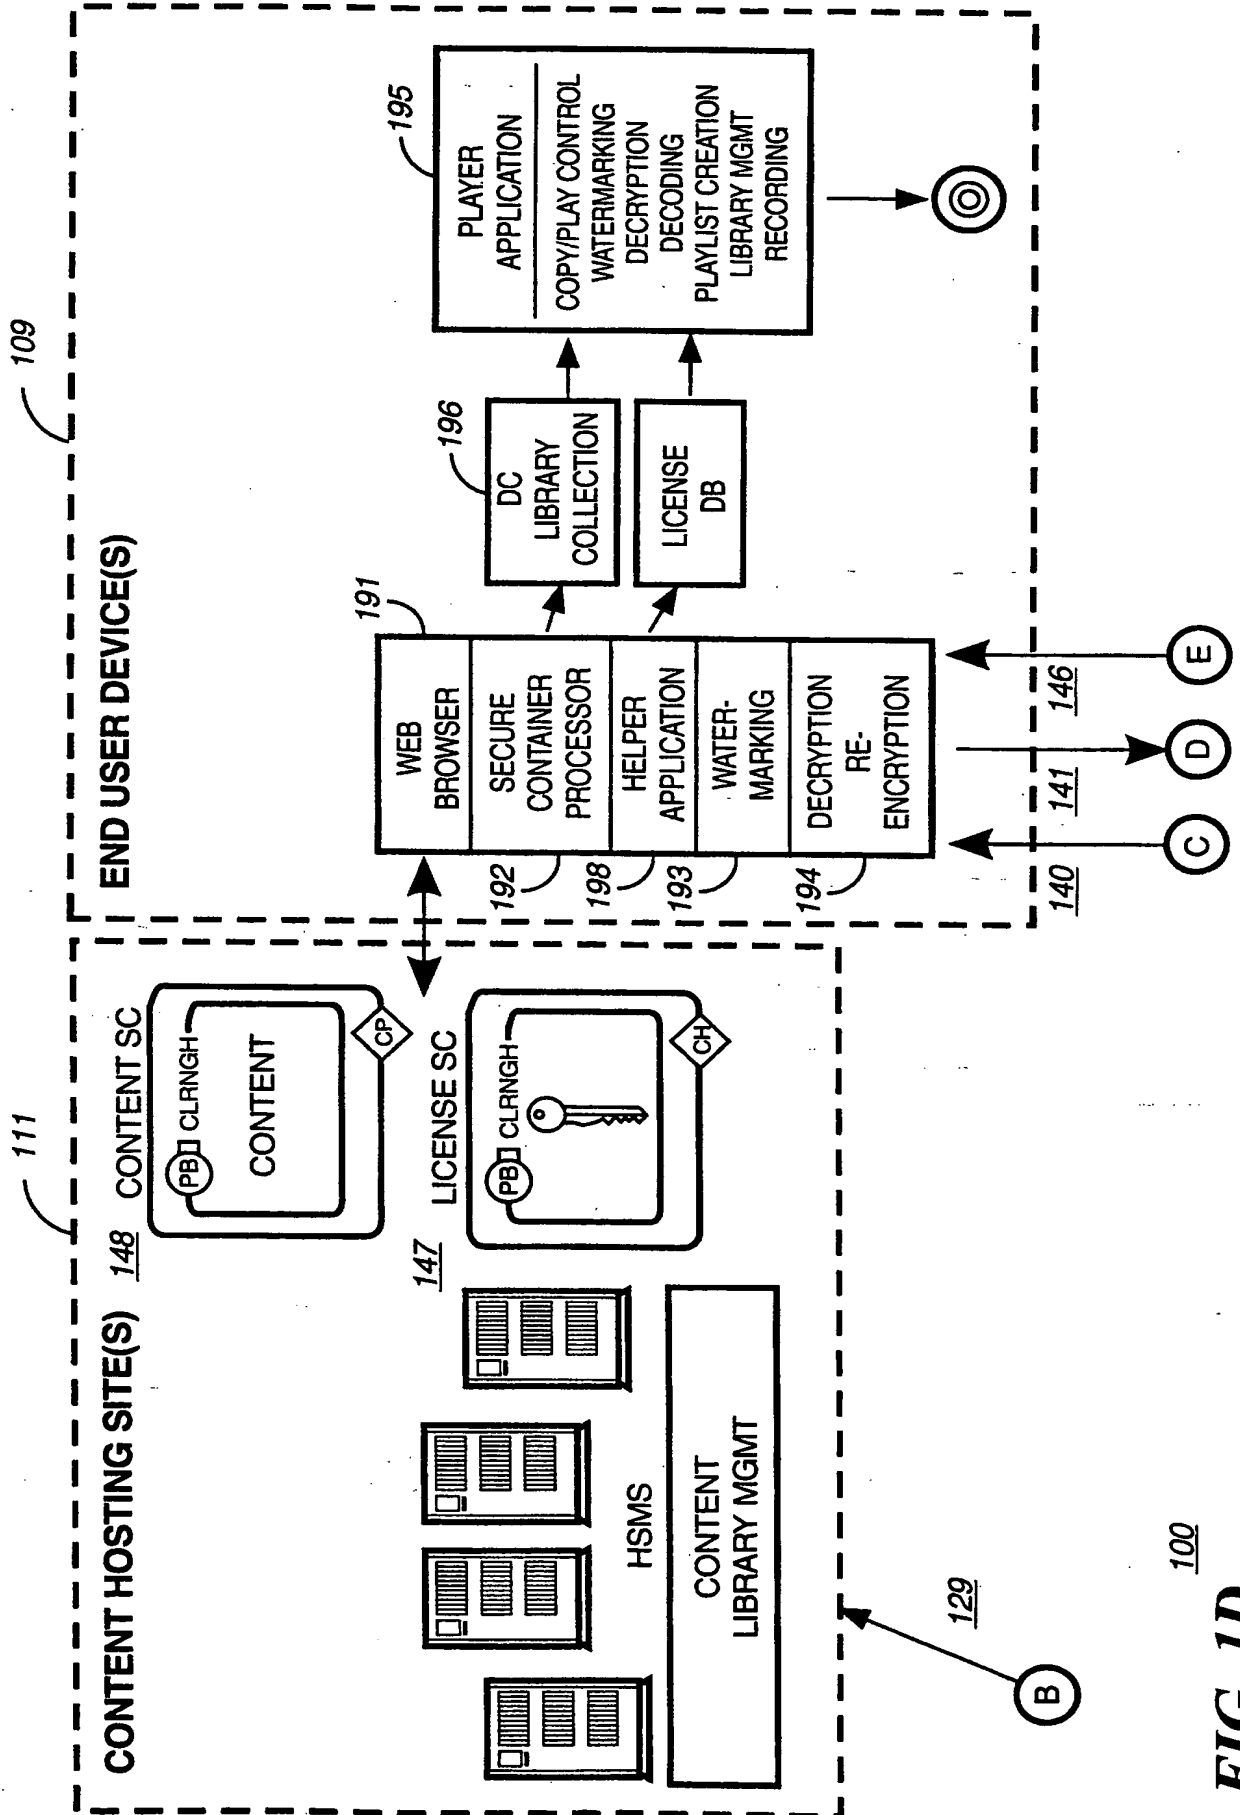 111
CONTENT HOSTING SITE(S)
148
CONTENT SC
PB
CLRNGH
CONTENT
CP
147
LICENSE SC
PB
CLRNGH
CH
HSMS
CONTENT
LIBRARY MGMT
129
B
109
END USER DEVICE(S)
191
WEB
BROWSER
SECURE
CONTAINER
PROCESSOR
HELPER
APPLICATION
WATER-
MARKING
DECRYPTION
RE-
ENCRYPTION
192
198
193
194
196
DC
LIBRARY
COLLECTION
LICENSE
DB
195
PLAYER
APPLICATION
COPY/PLAY CONTROL
WATERMARKING
DECRYPTION
DECODING
PLAYLIST CREATION
LIBRARY MGMT
RECORDING
140
141
146
C
D
E
100
FIG. 1D